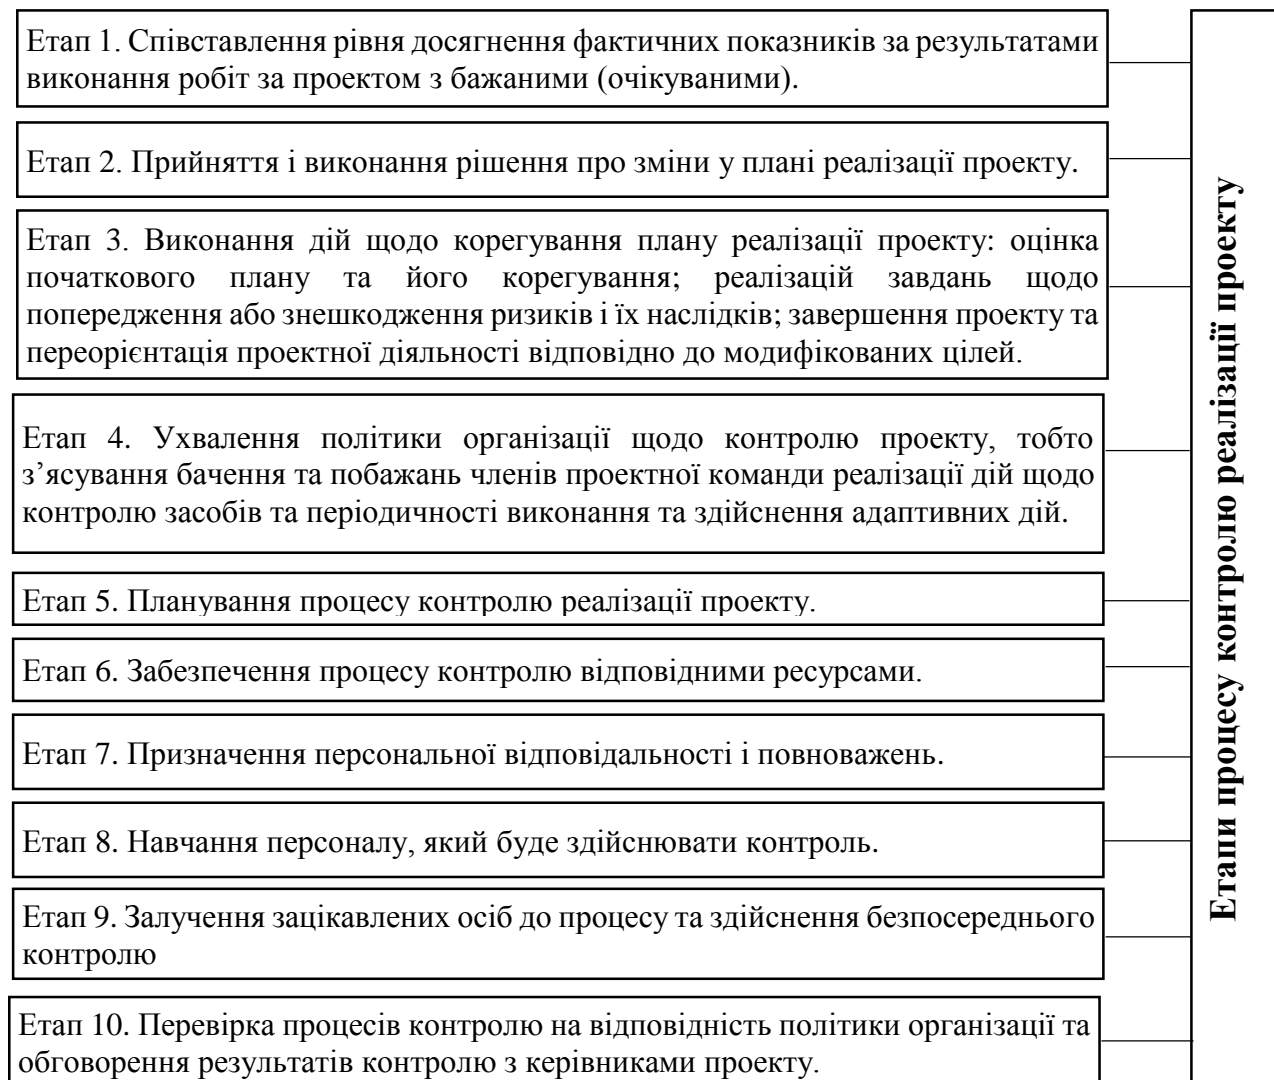 Етап 1. Співставлення рівня досягнення фактичних показників за результатами
виконання робіт за проектом з бажаними (очікуваними).
Етап 2. Прийняття і виконання рішення про зміни у плані реалізації проекту.
Етап 3. Виконання дій щодо корегування плану реалізації проекту: оцінка
початкового плану та його корегування; реалізацій завдань щодо
попередження або знешкодження ризиків і їх наслідків; завершення проекту та
переорієнтація проектної діяльності відповідно до модифікованих цілей.
Етап 4. Ухвалення політики організації щодо контролю проекту, тобто
з’ясування бачення та побажань членів проектної команди реалізації дій щодо
контролю засобів та періодичності виконання та здійснення адаптивних дій.
Етап 5. Планування процесу контролю реалізації проекту.
Етап 6. Забезпечення процесу контролю відповідними ресурсами.
Етап 7. Призначення персональної відповідальності і повноважень.
Етап 8. Навчання персоналу, який буде здійснювати контроль.
Етап 9. Залучення зацікавлених осіб до процесу та здійснення безпосереднього
контролю
Етап 10. Перевірка процесів контролю на відповідність політики організації та
обговорення результатів контролю з керівниками проекту.
Етапи процесу контролю реалізації проекту